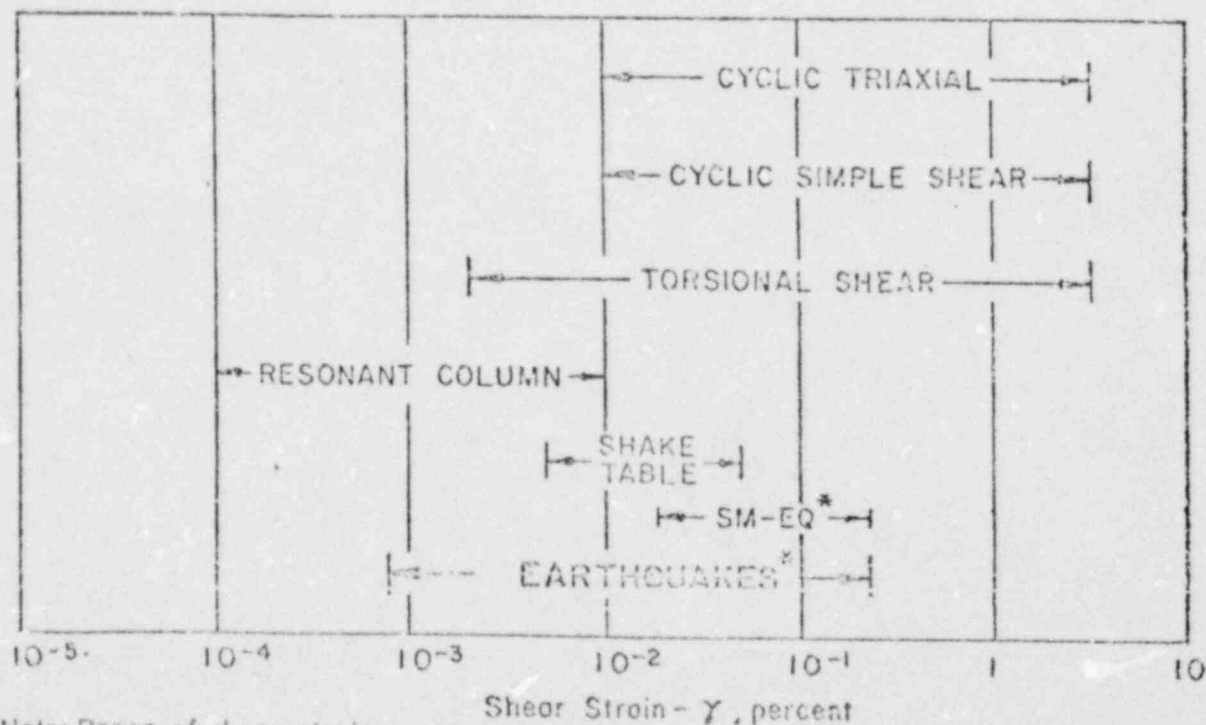 CYCLIC TRIAXIAL
CYCLIC SIMPLE SHEAR
TORSIONAL SHEAR
RESONANT COLUMN
SHAKE
TABLE
SM-EQ*
EARTHQUAKES*
10-5. 10-4 10-3 10-2 10-1 1 10
Shear Strain - γ, percent